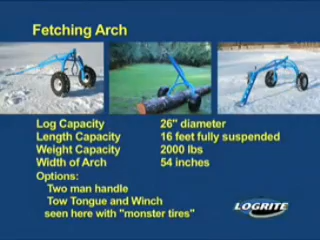 Fetching Arch
Log Capacity 26" diameter
Length Capacity 16 feet fully suspended
Weight Capacity 2000 lbs
Width of Arch 54 inches
Options:
Two man handle
Tow Tongue and Winch
seen here with "monster tires"
LOGRITE